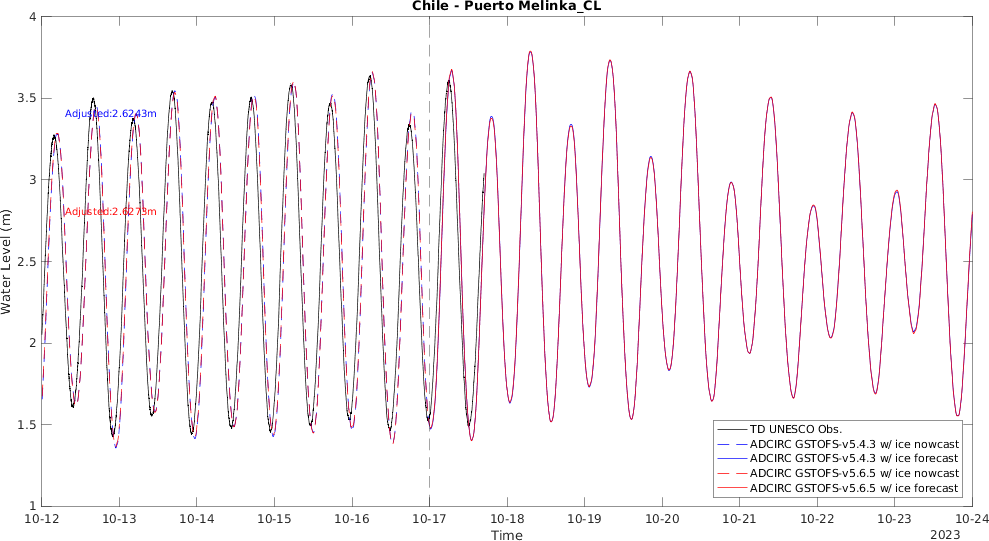 Chile - Puerto Melinka_CL
4
3.5
3
2.5
2
1.5
1
Water Level (m)
Adjusted:2.6243m
Adjusted:2.6273m
TD UNESCO Obs.
ADCIRC GSTOFS-v5.4.3 w/ ice nowcast
ADCIRC GSTOFS-v5.4.3 w/ ice forecast
ADCIRC GSTOFS-v5.6.5 w/ ice nowcast
ADCIRC GSTOFS-v5.6.5 w/ ice forecast
10-12 10-13 10-14 10-15 10-16 10-17 10-18 10-19 10-20 10-21 10-22 10-23 10-24
Time
2023